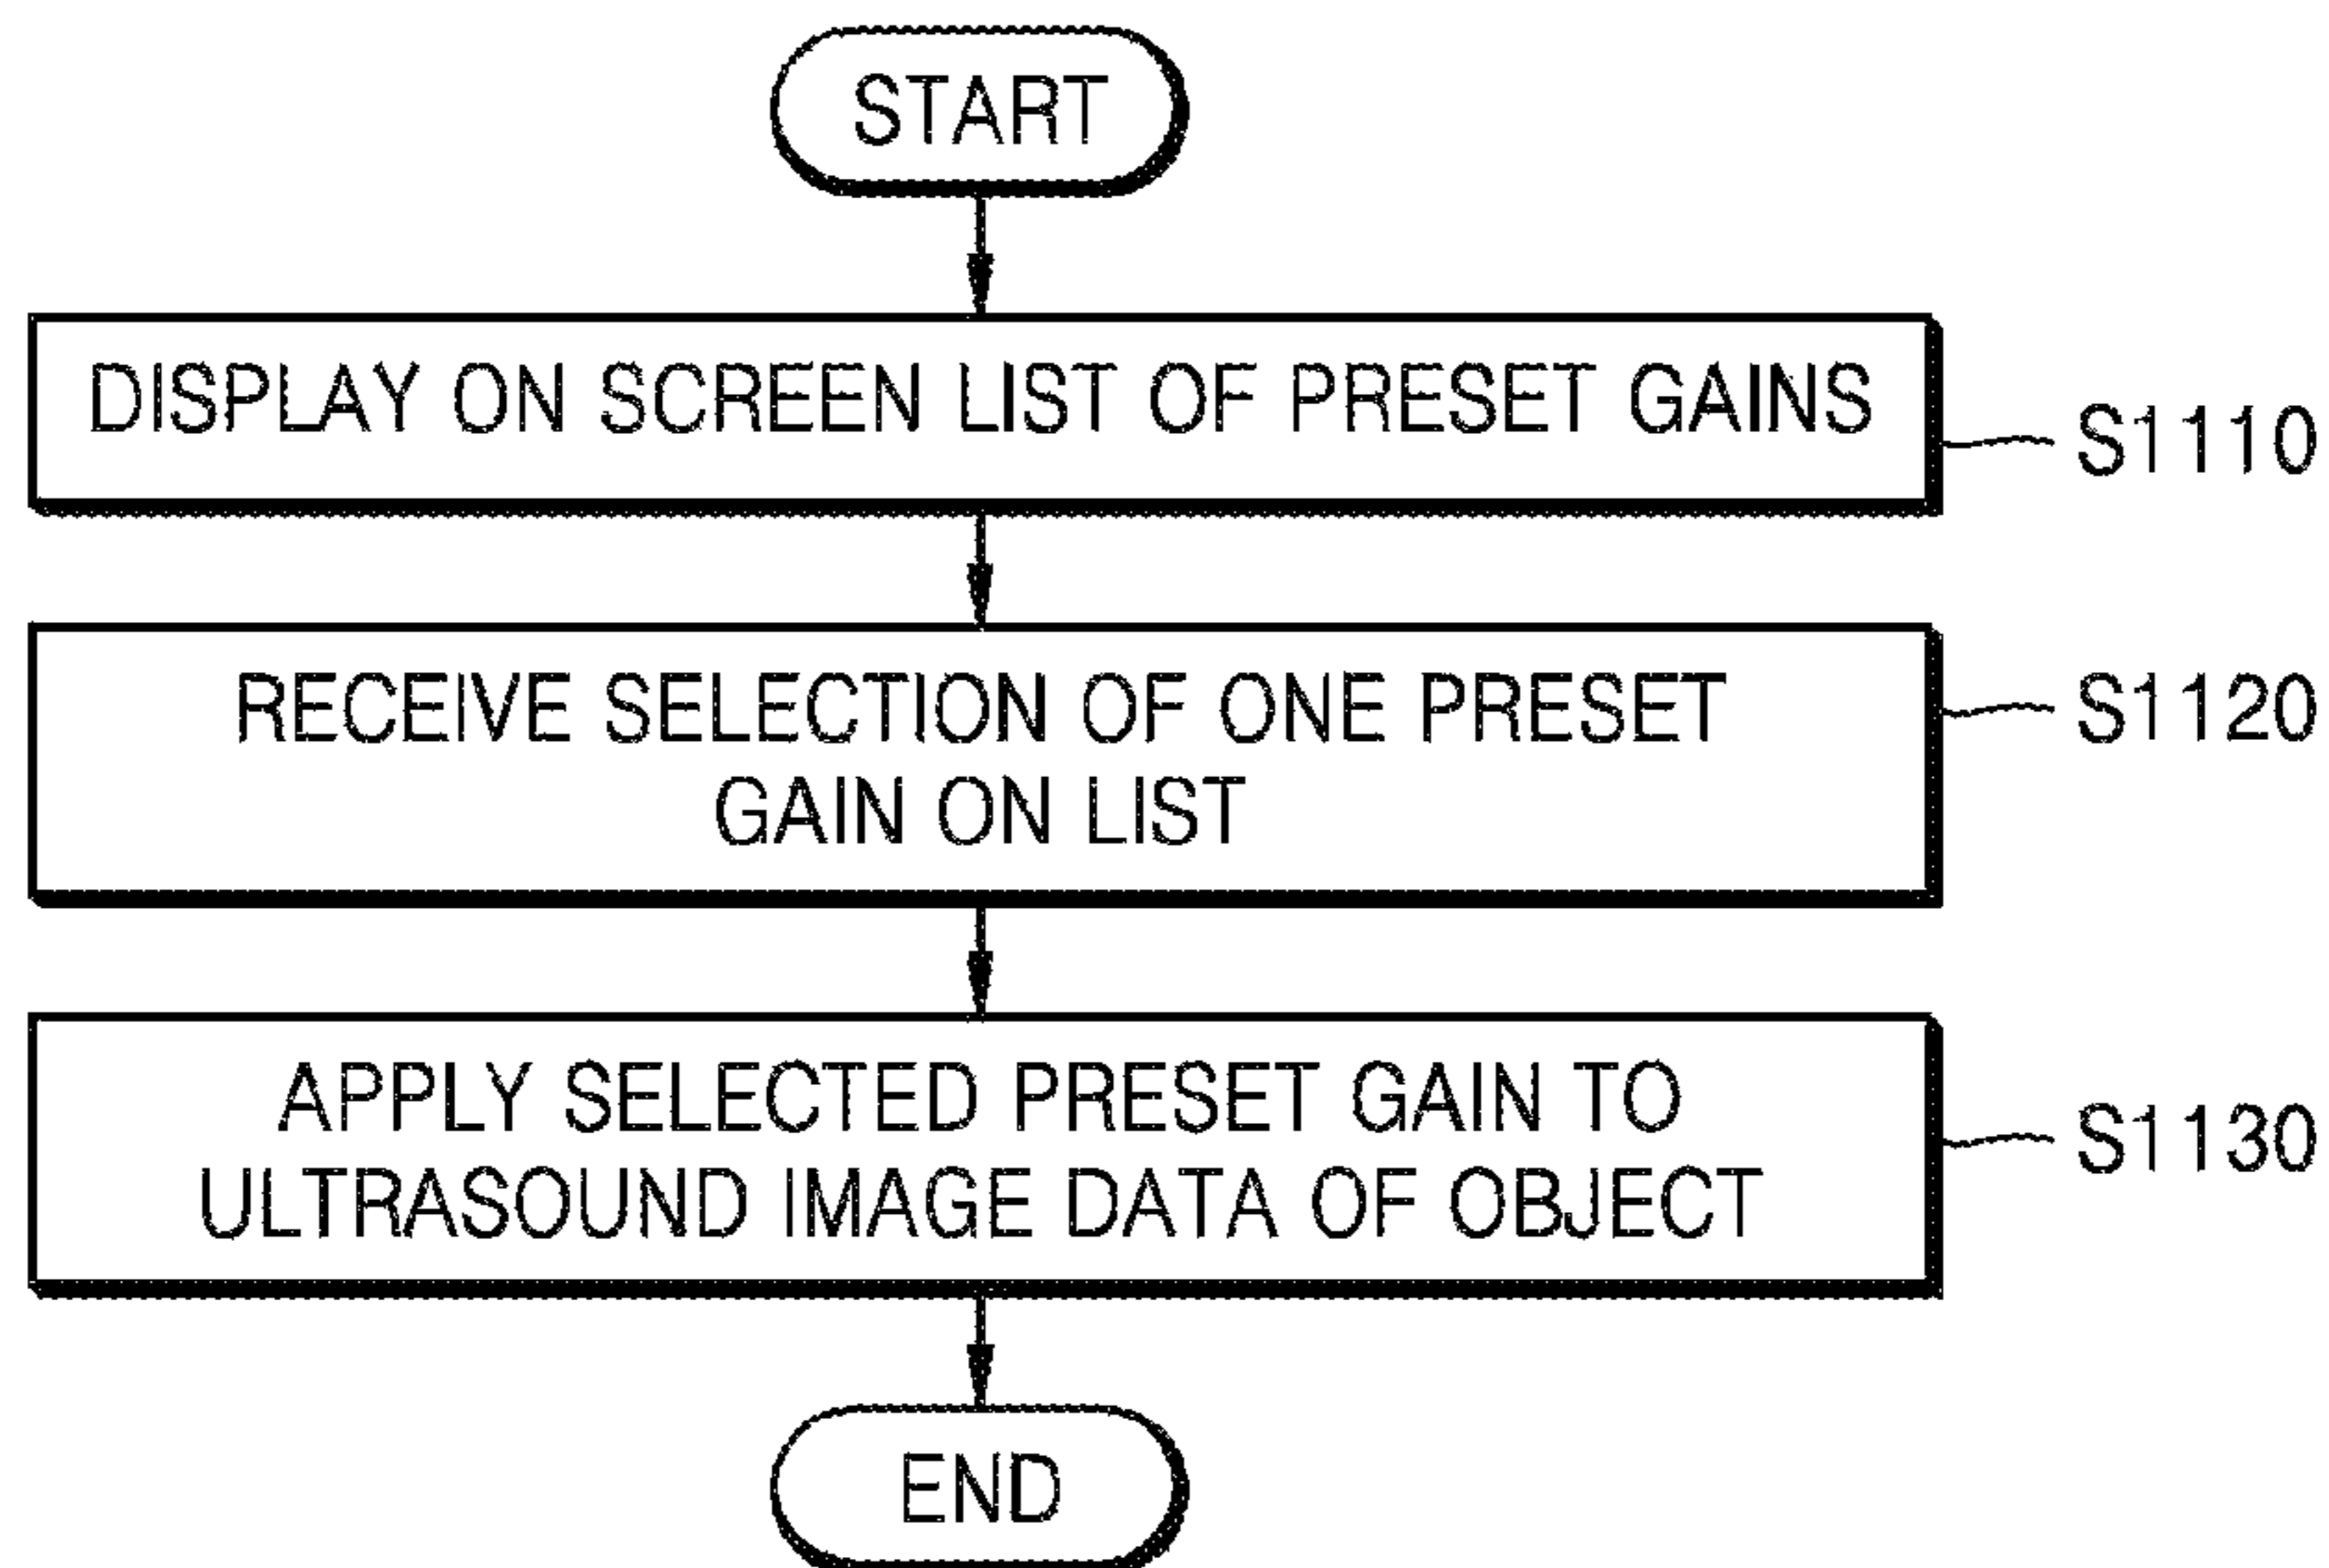 START
DISPLAY ON SCREEN LIST OF PRESET GAINS
S1110
RECEIVE SELECTION OF ONE PRESET
GAIN ON LIST
S1120
APPLY SELECTED PRESET GAIN TO
ULTRASOUND IMAGE DATA OF OBJECT
S1130
END